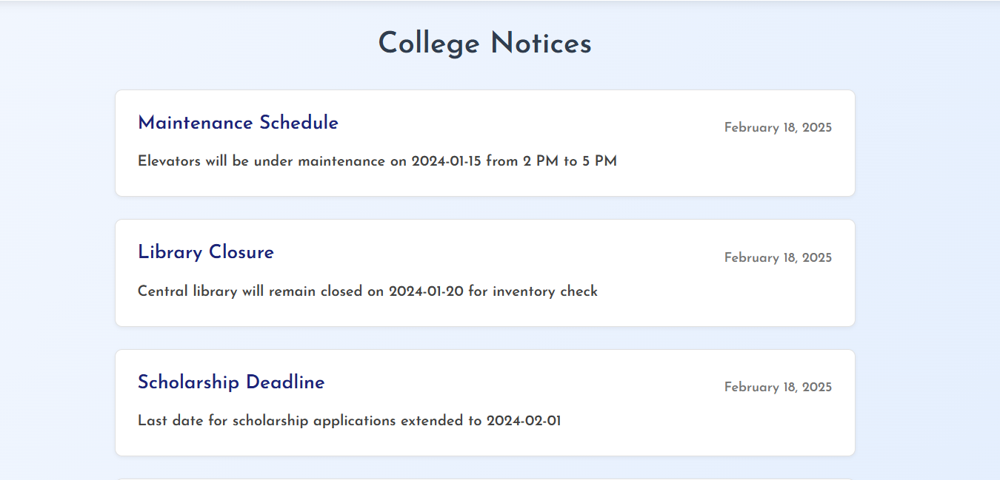 College Notices
Maintenance Schedule
February 18, 2025
Elevators will be under maintenance on 2024-01-15 from 2 PM to 5 PM
Library Closure
February 18, 2025
Central library will remain closed on 2024-01-20 for inventory check
Scholarship Deadline
February 18, 2025
Last date for scholarship applications extended to 2024-02-01